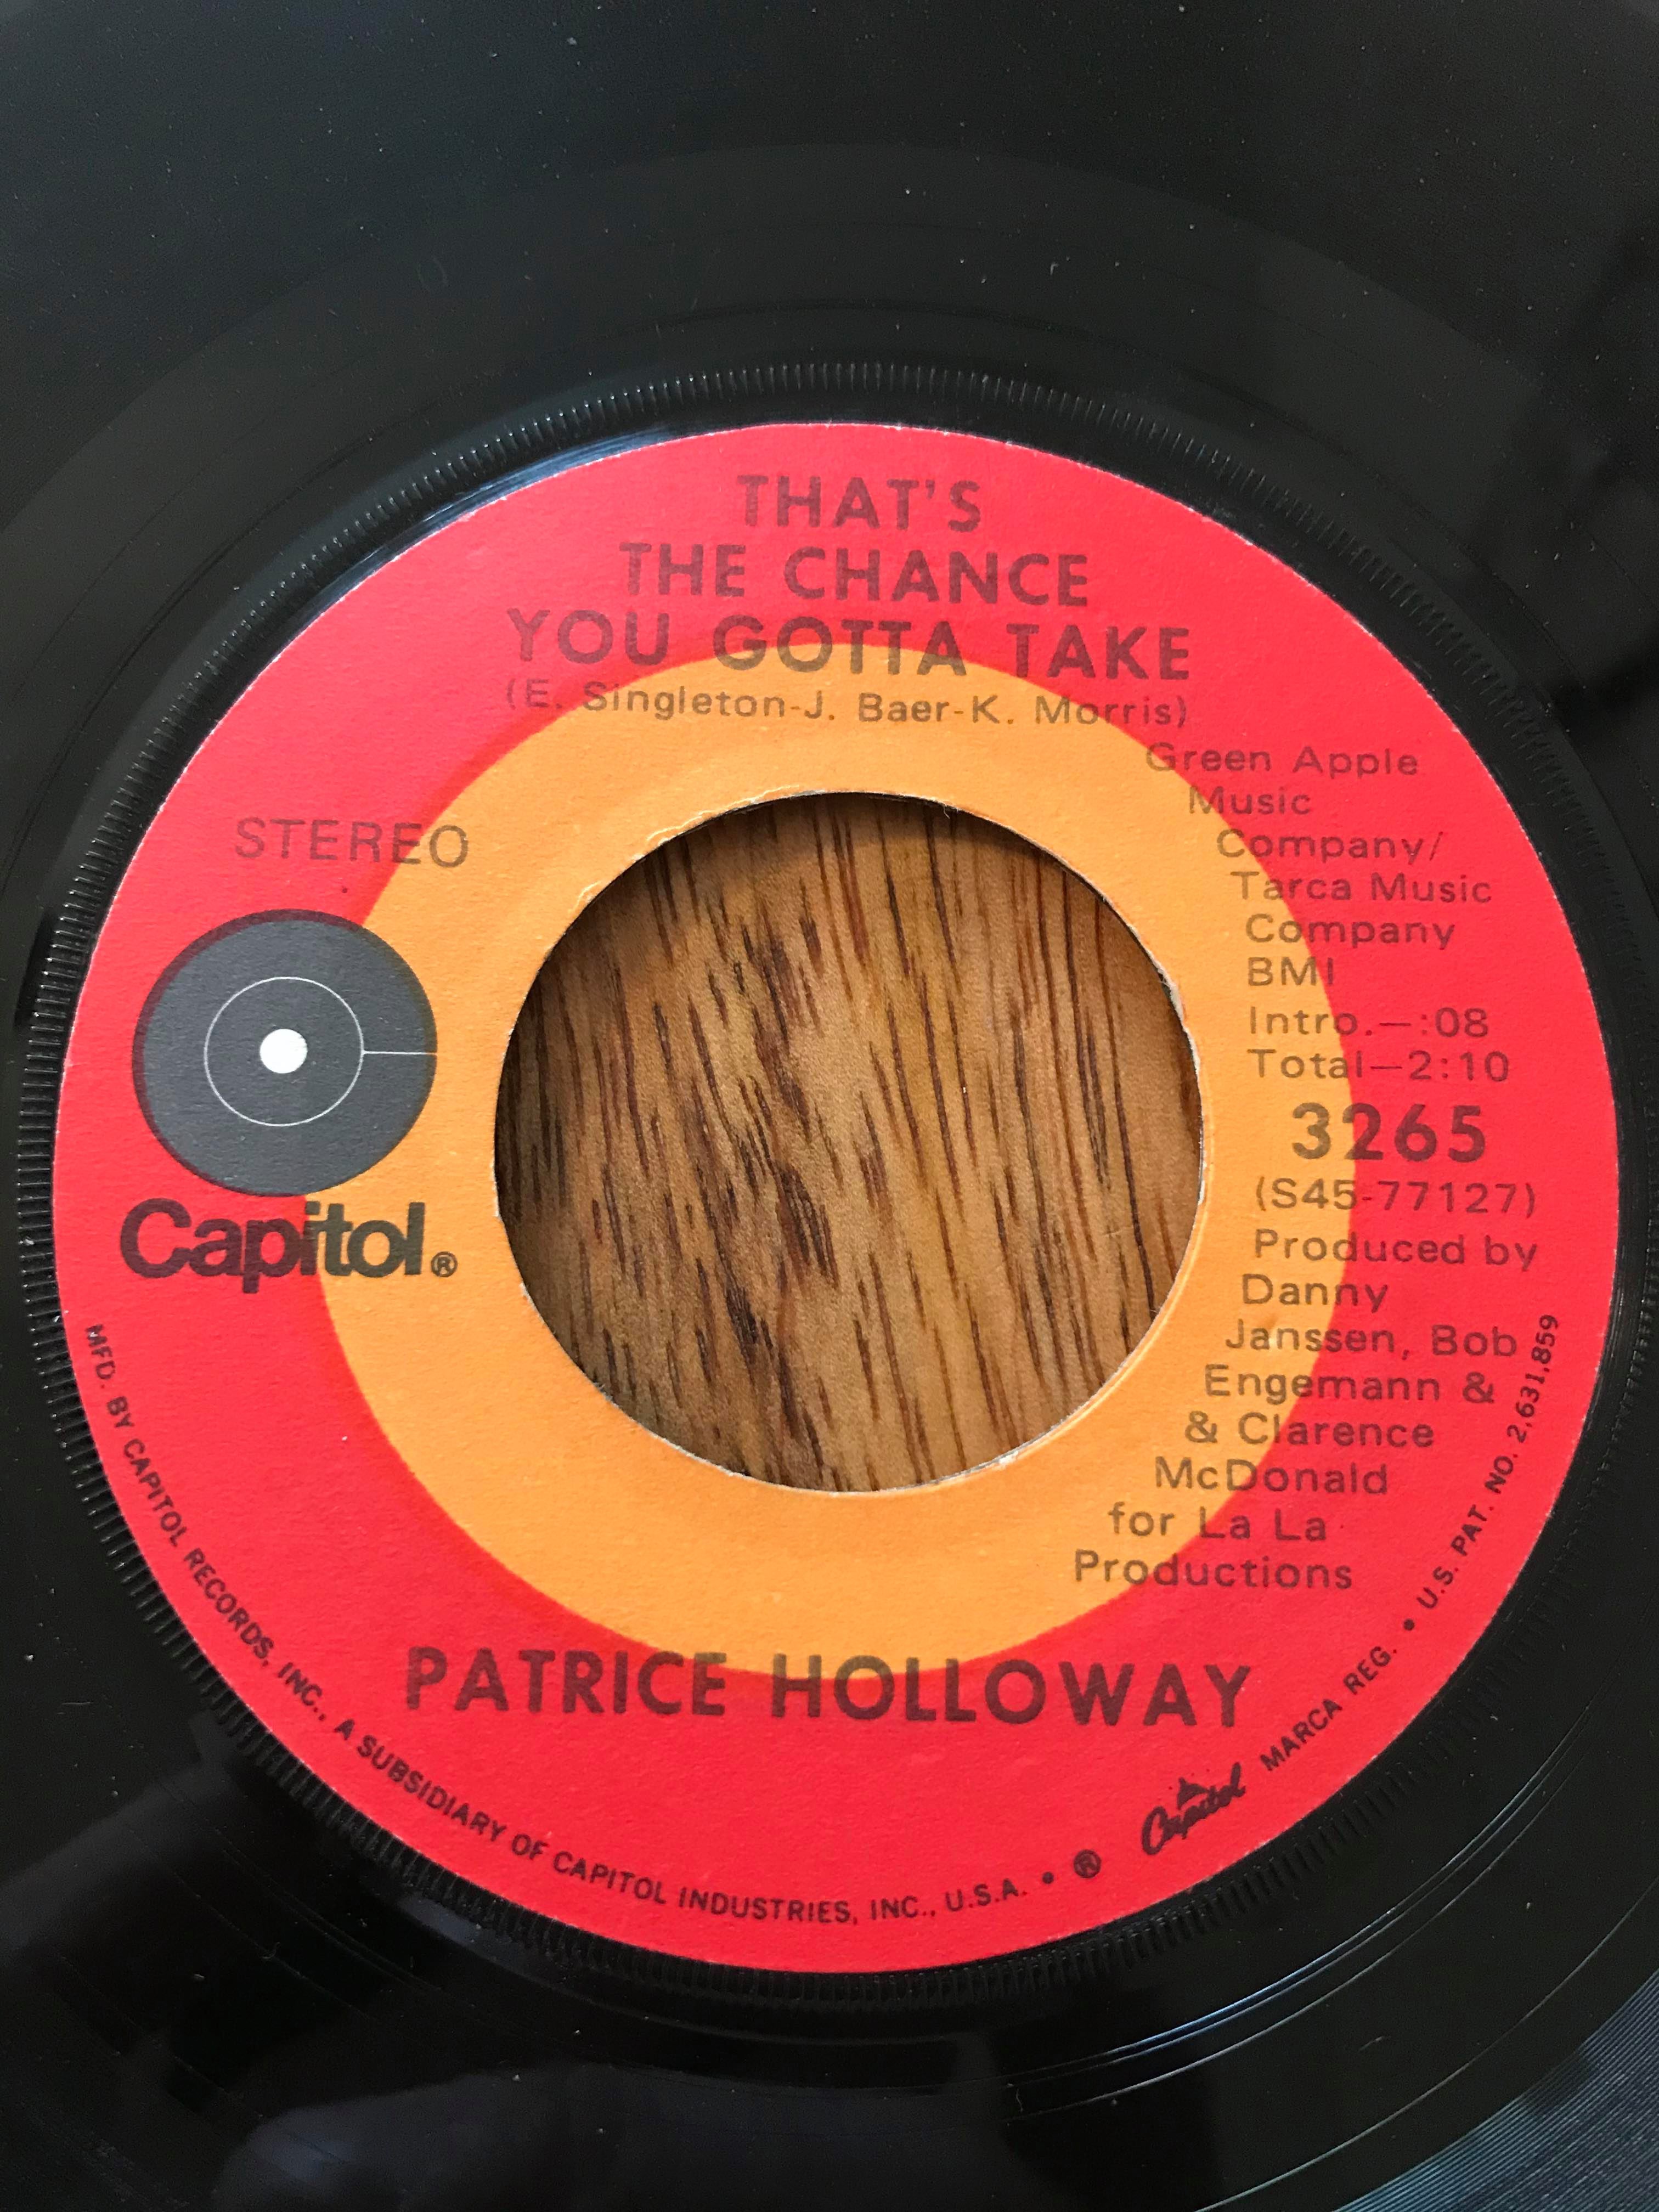 THAT'S
THE CHANCE
YOU GOTTA TAKE
(E. Singleton-J. Baer-K. Morris)
STEREO
Capitol®
Green Apple
Music
Company/
Tarca Music
Company
BMI
Intro.—:08
Total—2:10
3265
(S45-77127)
Produced by
Danny
Janssen, Bob
Engemann &
& Clarence
McDonald
for La La
Productions
PATRICE HOLLOWAY
MFD. BY CAPITOL RECORDS, INC., A SUBSIDIARY OF CAPITOL INDUSTRIES, INC., U.S.A. • ® Capitol MARCA REG. • U.S. PAT. NO. 2,631,859